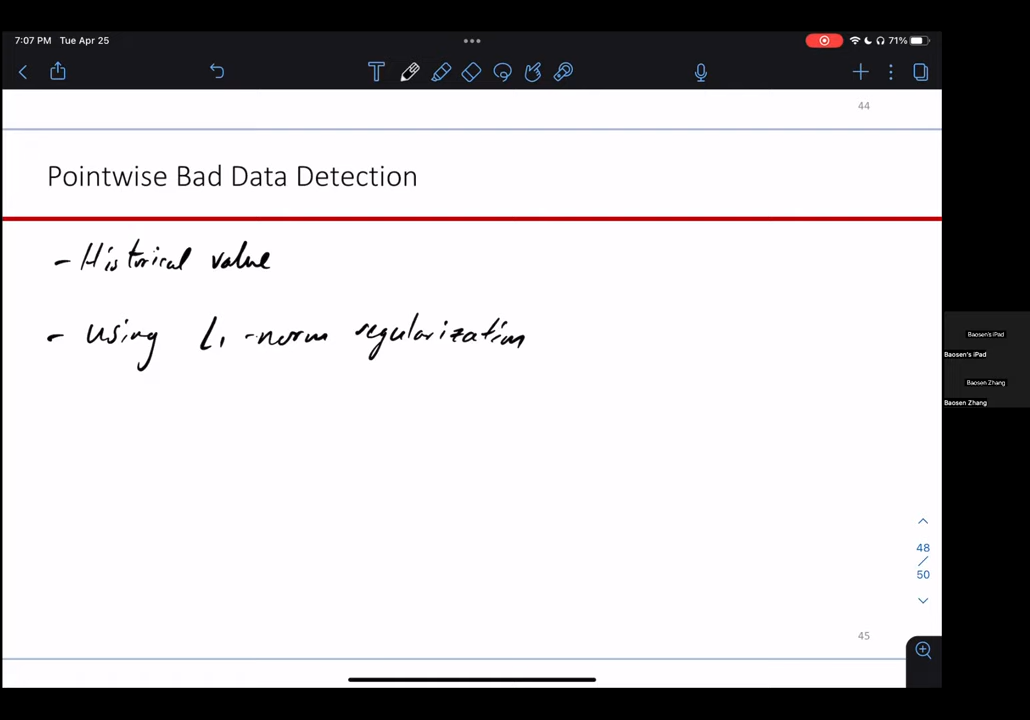 7:07 PM Tue Apr 25
71%
44
Pointwise Bad Data Detection
- Historical value
- Using L1-norm regularization
Baosen's iPad
Baosen's iPad
Baosen Zhang
Baosen Zhang
48
/
50
45